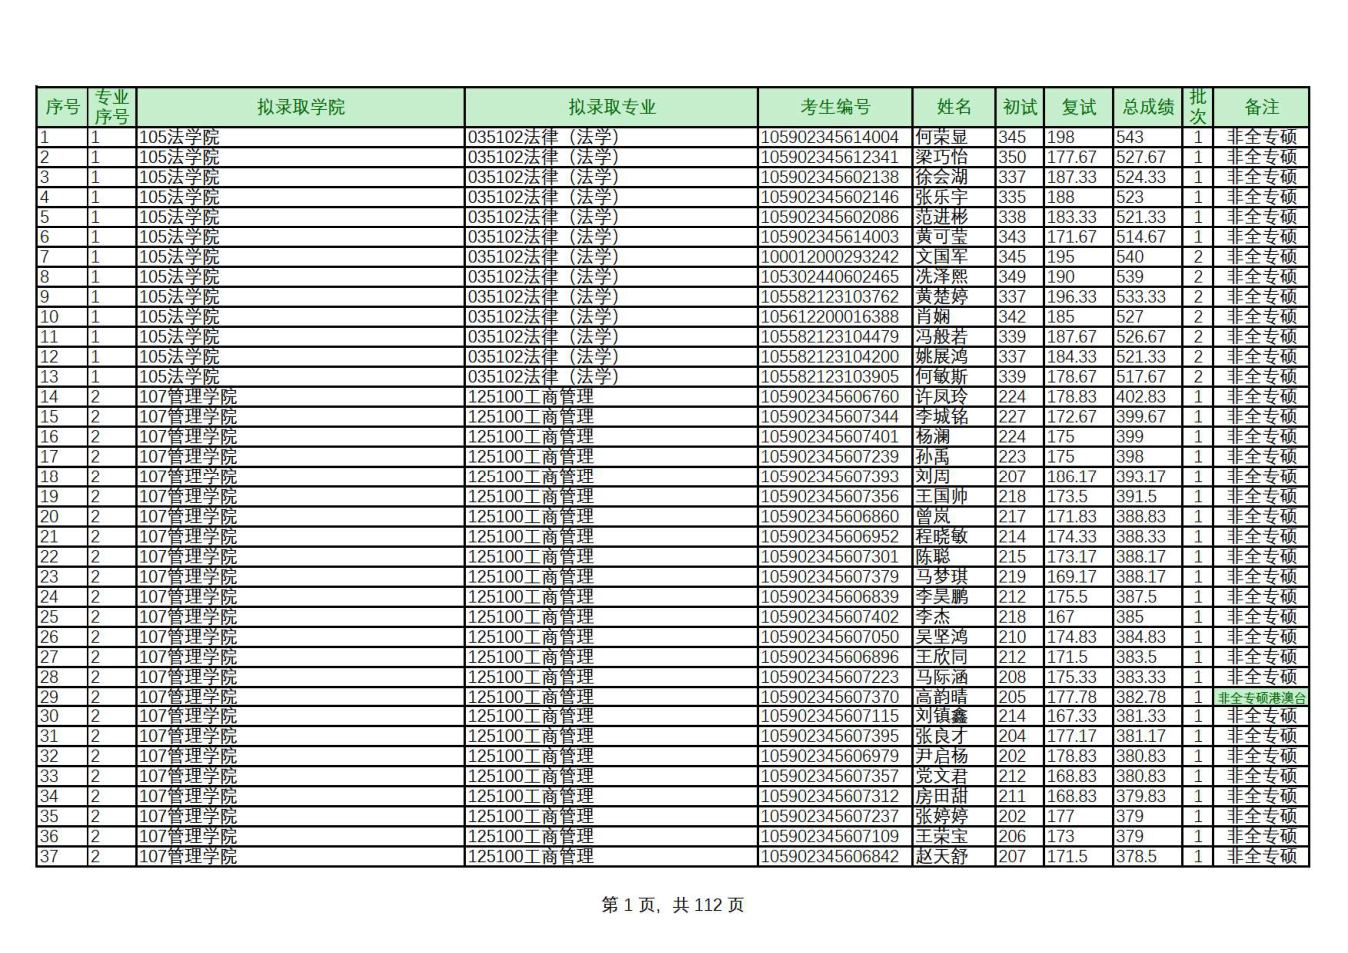 序号 专业序号 拟录取学院 拟录取专业 考生编号 姓名 初试 复试 总成绩 批次 备注
1 1 105法学院 035102法律（法学） 105902345614004 何荣显 345 198 543 1 非全专硕
2 1 105法学院 035102法律（法学） 105902345612341 梁巧怡 350 177.67 527.67 1 非全专硕
3 1 105法学院 035102法律（法学） 105902345602138 徐会湖 337 187.33 524.33 1 非全专硕
4 1 105法学院 035102法律（法学） 105902345602146 张乐宇 335 188 523 1 非全专硕
5 1 105法学院 035102法律（法学） 105902345602086 范进彬 338 183.33 521.33 1 非全专硕
6 1 105法学院 035102法律（法学） 105902345614003 黄可莹 343 171.67 514.67 1 非全专硕
7 1 105法学院 035102法律（法学） 100012000293242 文国军 345 195 540 2 非全专硕
8 1 105法学院 035102法律（法学） 105302440602465 冼泽熙 349 190 539 2 非全专硕
9 1 105法学院 035102法律（法学） 105582123103762 黄楚婷 337 196.33 533.33 2 非全专硕
10 1 105法学院 035102法律（法学） 105612200016388 肖娴 342 185 527 2 非全专硕
11 1 105法学院 035102法律（法学） 105582123104479 冯般若 339 187.67 526.67 2 非全专硕
12 1 105法学院 035102法律（法学） 105582123104200 姚展鸿 337 184.33 521.33 2 非全专硕
13 1 105法学院 035102法律（法学） 105582123103905 何敏斯 339 178.67 517.67 2 非全专硕
14 2 107管理学院 125100工商管理 105902345606760 许凤玲 224 178.83 402.83 1 非全专硕
15 2 107管理学院 125100工商管理 105902345607344 李城铭 227 172.67 399.67 1 非全专硕
16 2 107管理学院 125100工商管理 105902345607401 杨澜 224 175 399 1 非全专硕
17 2 107管理学院 125100工商管理 105902345607239 孙禹 223 175 398 1 非全专硕
18 2 107管理学院 125100工商管理 105902345607393 刘周 207 186.17 393.17 1 非全专硕
19 2 107管理学院 125100工商管理 105902345607356 王国帅 218 173.5 391.5 1 非全专硕
20 2 107管理学院 125100工商管理 105902345606860 曾岚 217 171.83 388.83 1 非全专硕
21 2 107管理学院 125100工商管理 105902345606952 程晓敏 214 174.33 388.33 1 非全专硕
22 2 107管理学院 125100工商管理 105902345607301 陈聪 215 173.17 388.17 1 非全专硕
23 2 107管理学院 125100工商管理 105902345607379 马梦琪 219 169.17 388.17 1 非全专硕
24 2 107管理学院 125100工商管理 105902345606839 李昊鹏 212 175.5 387.5 1 非全专硕
25 2 107管理学院 125100工商管理 105902345607402 李杰 218 167 385 1 非全专硕
26 2 107管理学院 125100工商管理 105902345607050 吴坚鸿 210 174.83 384.83 1 非全专硕
27 2 107管理学院 125100工商管理 105902345606896 王欣同 212 171.5 383.5 1 非全专硕
28 2 107管理学院 125100工商管理 105902345607223 马际涵 208 175.33 383.33 1 非全专硕
29 2 107管理学院 125100工商管理 105902345607370 高韵晴 205 177.78 382.78 1 非全专硕港澳台
30 2 107管理学院 125100工商管理 105902345607115 刘镇鑫 214 167.33 381.33 1 非全专硕
31 2 107管理学院 125100工商管理 105902345607395 张良才 204 177.17 381.17 1 非全专硕
32 2 107管理学院 125100工商管理 105902345606979 尹启杨 202 178.83 380.83 1 非全专硕
33 2 107管理学院 125100工商管理 105902345607357 党文君 212 168.83 380.83 1 非全专硕
34 2 107管理学院 125100工商管理 105902345607312 房田甜 211 168.83 379.83 1 非全专硕
35 2 107管理学院 125100工商管理 105902345607237 张婷婷 202 177 379 1 非全专硕
36 2 107管理学院 125100工商管理 105902345607109 王荣宝 206 173 379 1 非全专硕
37 2 107管理学院 125100工商管理 105902345606842 赵天舒 207 171.5 378.5 1 非全专硕
第 1 页，共 112 页